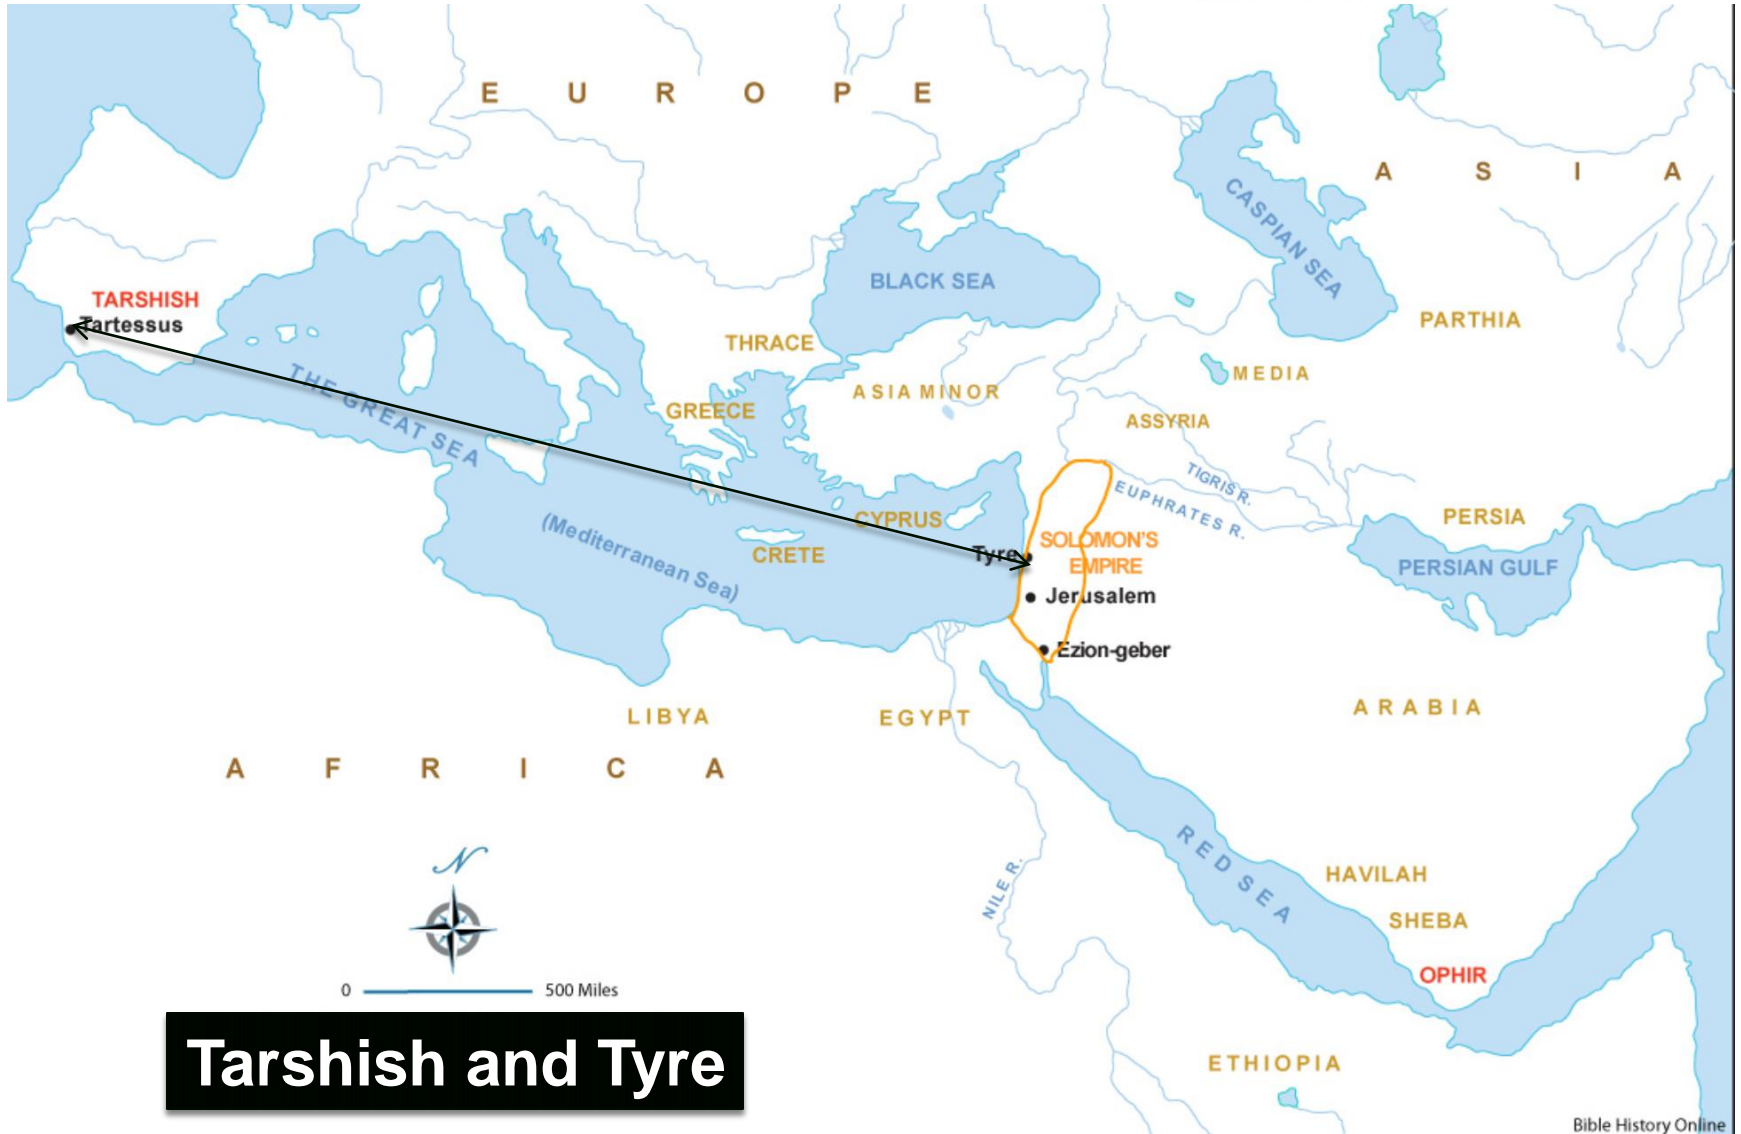 E U R O P E
A S I A
CASPIAN SEA
BLACK SEA
TARSHISH
Tartessus
PARTHIA
THRACE
MEDIA
THE GREAT SEA
ASIA MINOR
GREECE
ASSYRIA
TIGRIS R.
EUPHRATES R.
CYPRUS
PERSIA
(Mediterranean Sea)
CRETE
Tyre
SOLOMON'S
EMPIRE
PERSIAN GULF
Jerusalem
Ezion-geber
LIBYA
EGYPT
ARABIA
A F R I C A
RED SEA
N
NILE R.
HAVILAH
SHEBA
OPHIR
0 500 Miles
Tarshish and Tyre
ETHIOPIA
Bible History Online